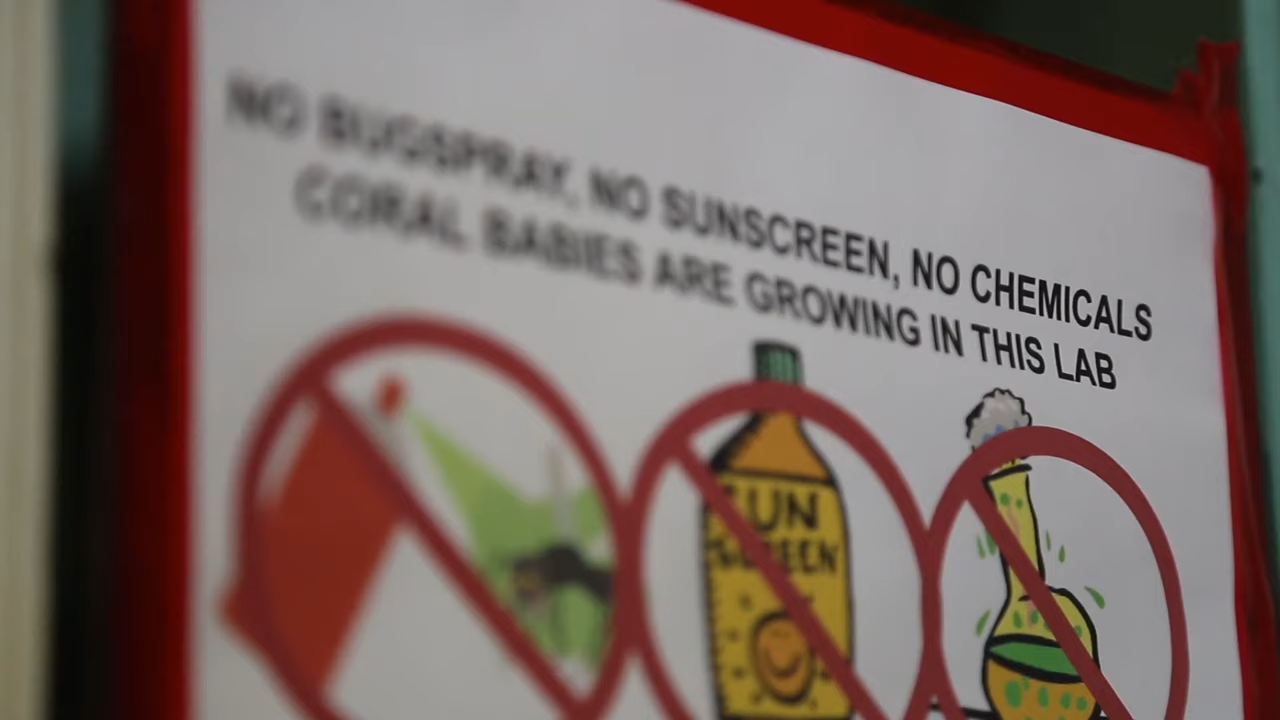 NO BUGSPRAY, NO SUNSCREEN, NO CHEMICALS
CORAL BABIES ARE GROWING IN THIS LAB
SUN
SCREEN